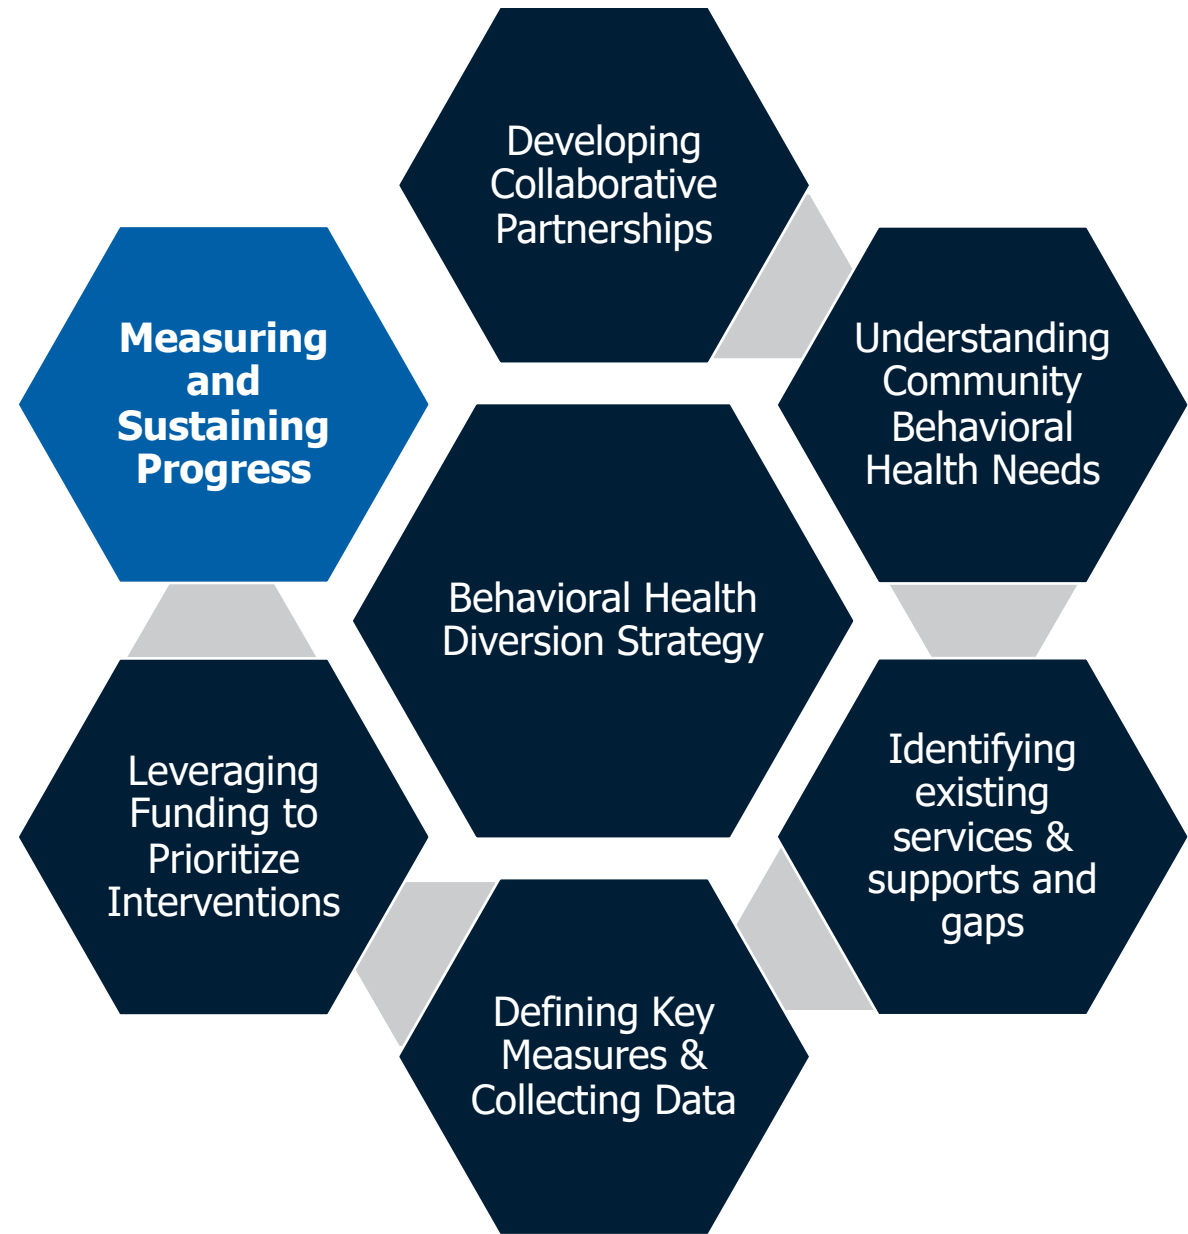 Developing
Collaborative
Partnerships
Understanding
Community
Behavioral
Health Needs
Identifying
existing
services &
supports and
gaps
Defining Key
Measures &
Collecting Data
Leveraging
Funding to
Prioritize
Interventions
Measuring
and
Sustaining
Progress
Behavioral Health
Diversion Strategy